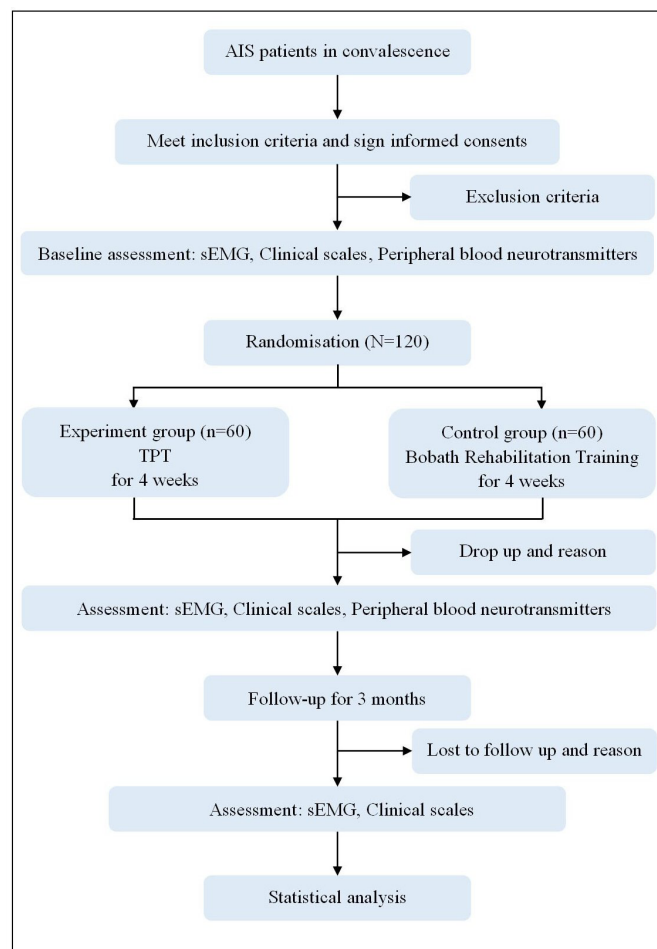 AIS patients in convalescence
Meet inclusion criteria and sign informed consents
Exclusion criteria
Baseline assessment: sEMG, Clinical scales, Peripheral blood neurotransmitters
Randomisation (N=120)
Experiment group (n=60)
TPT
for 4 weeks
Control group (n=60)
Bobath Rehabilitation Training
for 4 weeks
Drop up and reason
Assessment: sEMG, Clinical scales, Peripheral blood neurotransmitters
Follow-up for 3 months
Lost to follow up and reason
Assessment: sEMG, Clinical scales
Statistical analysis